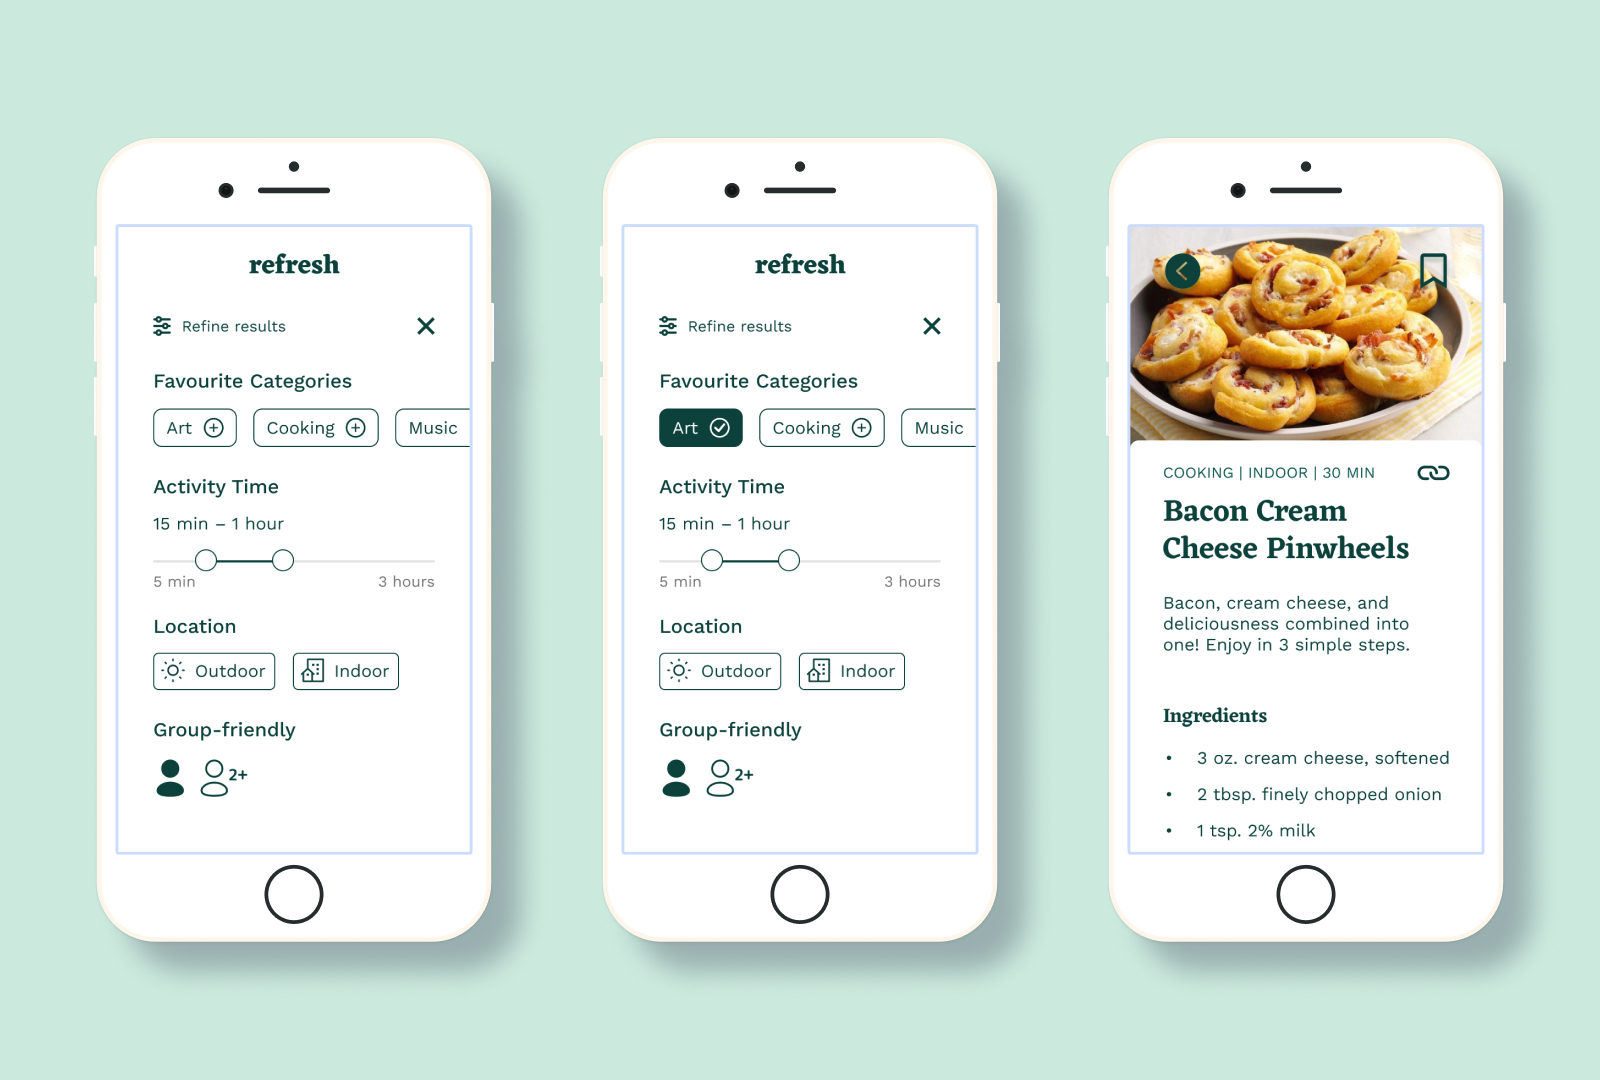 refresh
Refine results
Favourite Categories
Art Cooking Music
Activity Time
15 min – 1 hour
5 min 3 hours
Location
Outdoor Indoor
Group-friendly
2+
refresh
Refine results
Favourite Categories
Art Cooking Music
Activity Time
15 min – 1 hour
5 min 3 hours
Location
Outdoor Indoor
Group-friendly
2+
COOKING | INDOOR | 30 MIN
Bacon Cream
Cheese Pinwheels
Bacon, cream cheese, and
deliciousness combined into
one! Enjoy in 3 simple steps.
Ingredients
• 3 oz. cream cheese, softened
• 2 tbsp. finely chopped onion
• 1 tsp. 2% milk